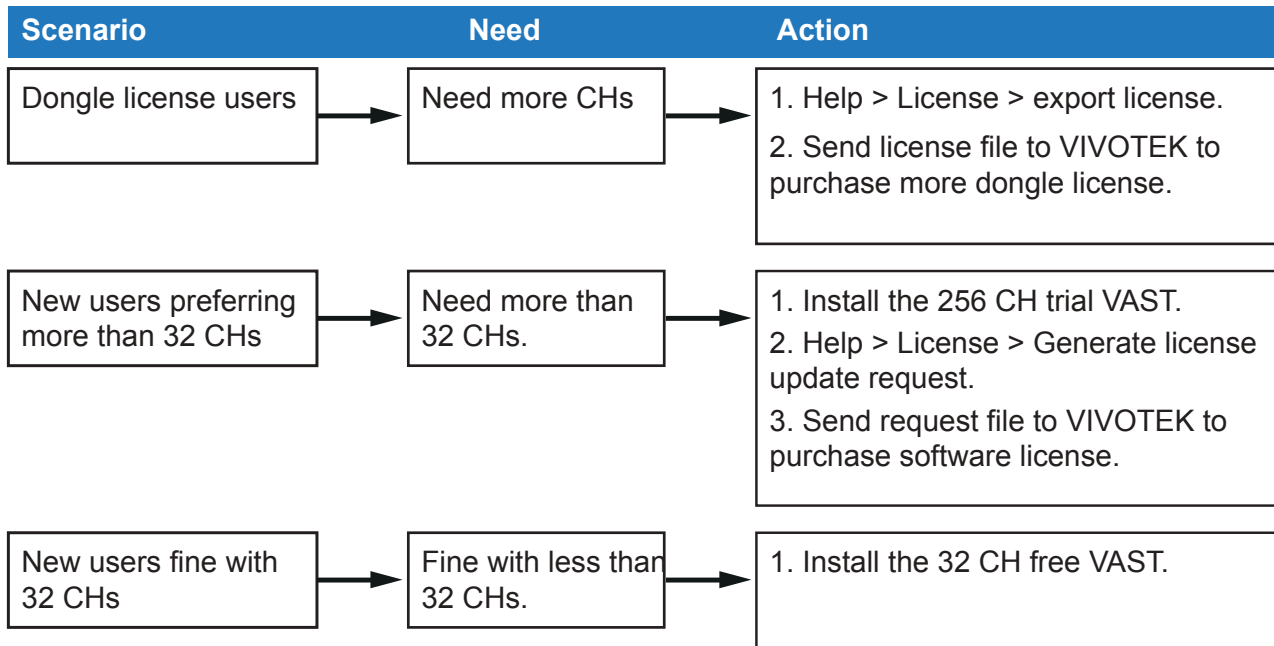 Scenario Need Action
Dongle license users
Need more CHs
1. Help > License > export license.
2. Send license file to VIVOTEK to
purchase more dongle license.
New users preferring
more than 32 CHs
Need more than
32 CHs.
1. Install the 256 CH trial VAST.
2. Help > License > Generate license
update request.
3. Send request file to VIVOTEK to
purchase software license.
New users fine with
32 CHs
Fine with less than
32 CHs.
1. Install the 32 CH free VAST.